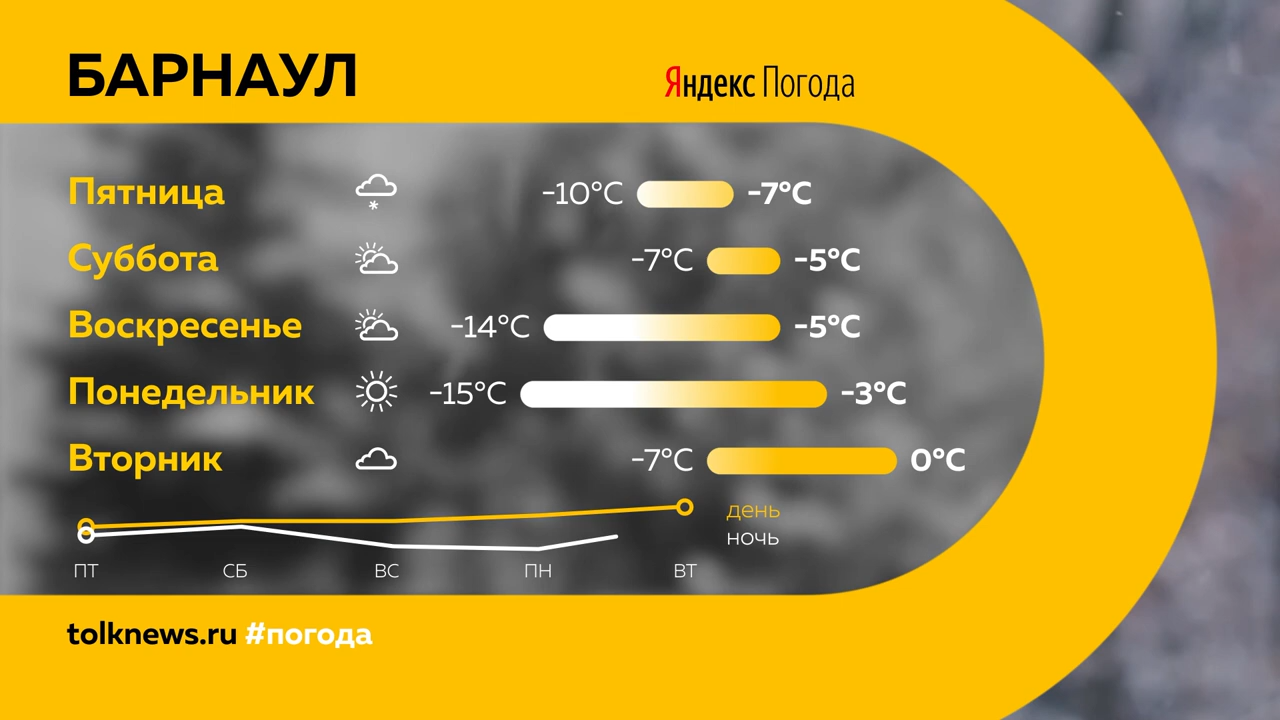 БАРНАУЛ
Яндекс Погода
Пятница -10°C -7°C
Суббота -7°C -5°C
Воскресенье -14°C -5°C
Понедельник -15°C -3°C
Вторник -7°C 0°C
день
ночь
ПТ СБ ВС ПН ВТ
tolknews.ru #погода